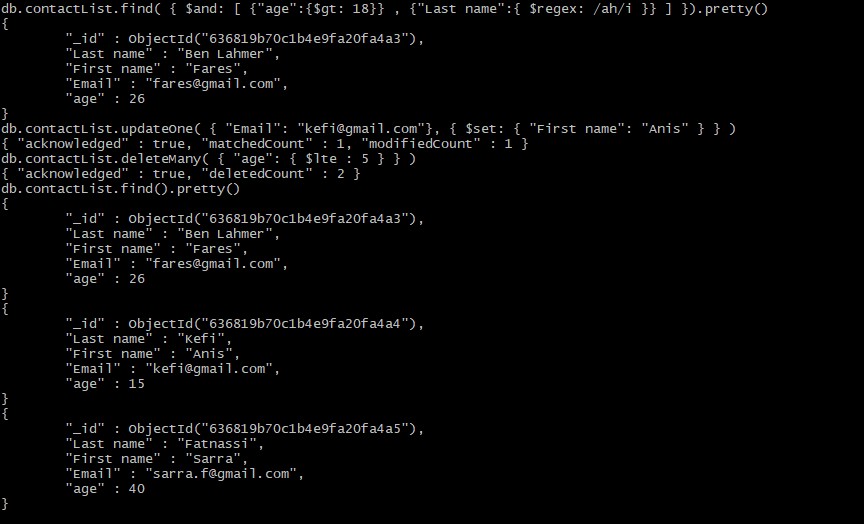 db.contactList.find( { $and: [ {"age":{$gt: 18}} , {"Last name":{ $regex: /ah/i }} ] }).pretty()
{
"_id" : ObjectId("636819b70c1b4e9fa20fa4a3"),
"Last name" : "Ben Lahmer",
"First name" : "Fares",
"Email" : "fares@gmail.com",
"age" : 26
}
db.contactList.updateOne( { "Email": "kefi@gmail.com"}, { $set: { "First name": "Anis" } } )
{ "acknowledged" : true, "matchedCount" : 1, "modifiedCount" : 1 }
db.contactList.deleteMany( { "age": { $lte : 5 } } )
{ "acknowledged" : true, "deletedCount" : 2 }
db.contactList.find().pretty()
{
"_id" : ObjectId("636819b70c1b4e9fa20fa4a3"),
"Last name" : "Ben Lahmer",
"First name" : "Fares",
"Email" : "fares@gmail.com",
"age" : 26
}
{
"_id" : ObjectId("636819b70c1b4e9fa20fa4a4"),
"Last name" : "Kefi",
"First name" : "Anis",
"Email" : "kefi@gmail.com",
"age" : 15
}
{
"_id" : ObjectId("636819b70c1b4e9fa20fa4a5"),
"Last name" : "Fatnassi",
"First name" : "Sarra",
"Email" : "sarra.f@gmail.com",
"age" : 40
}